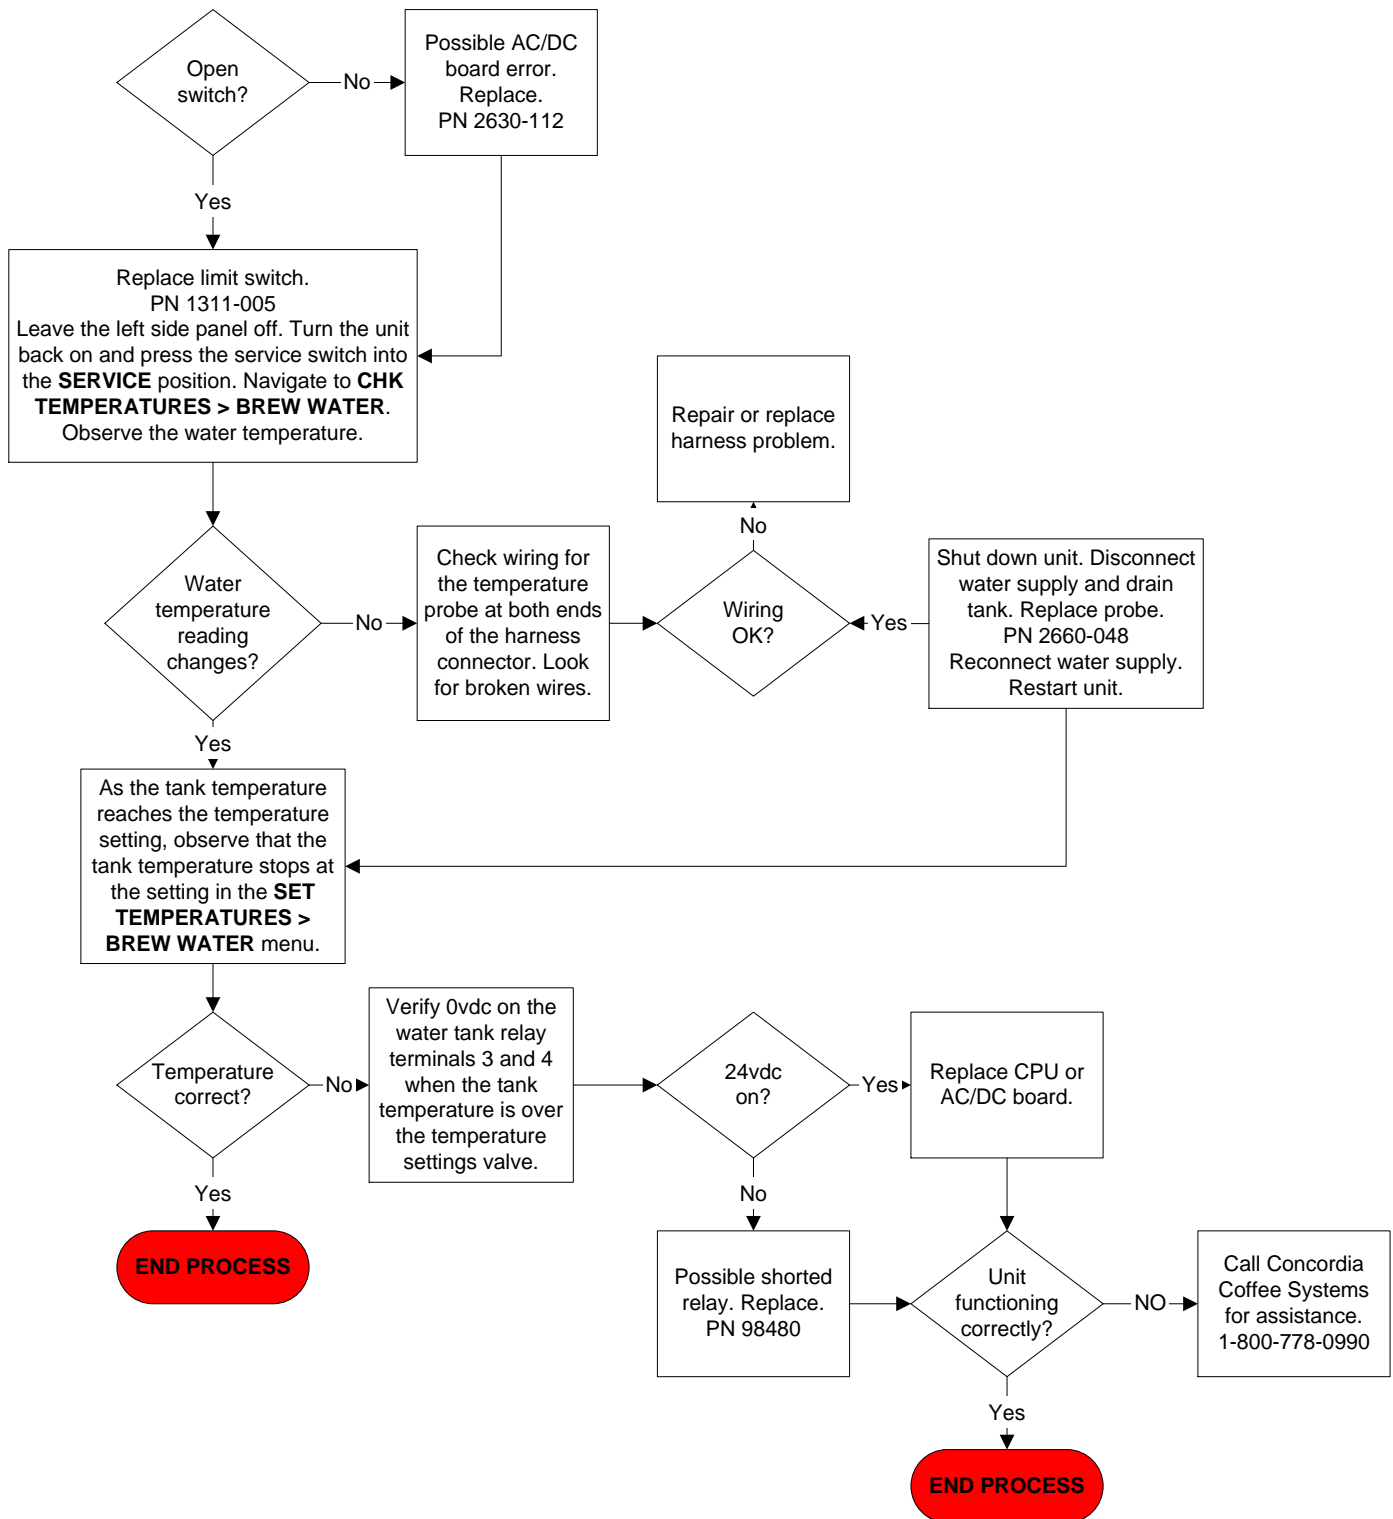 Open
switch?
No
Possible AC/DC
board error.
Replace.
PN 2630-112
Yes
Replace limit switch.
PN 1311-005
Leave the left side panel off. Turn the unit
back on and press the service switch into
the SERVICE position. Navigate to CHK
TEMPERATURES > BREW WATER.
Observe the water temperature.
Water
temperature
reading
changes?
No
Check wiring for
the temperature
probe at both ends
of the harness
connector. Look
for broken wires.
Wiring
OK?
No
Repair or replace
harness problem.
Yes
Shut down unit. Disconnect
water supply and drain
tank. Replace probe.
PN 2660-048
Reconnect water supply.
Restart unit.
Yes
As the tank temperature
reaches the temperature
setting, observe that the
tank temperature stops at
the setting in the SET
TEMPERATURES >
BREW WATER menu.
Temperature
correct?
No
Verify 0vdc on the
water tank relay
terminals 3 and 4
when the tank
temperature is over
the temperature
settings valve.
24vdc
on?
Yes
Replace CPU or
AC/DC board.
Yes
END PROCESS
No
Possible shorted
relay. Replace.
PN 98480
Unit
functioning
correctly?
NO
Call Concordia
Coffee Systems
for assistance.
1-800-778-0990
Yes
END PROCESS